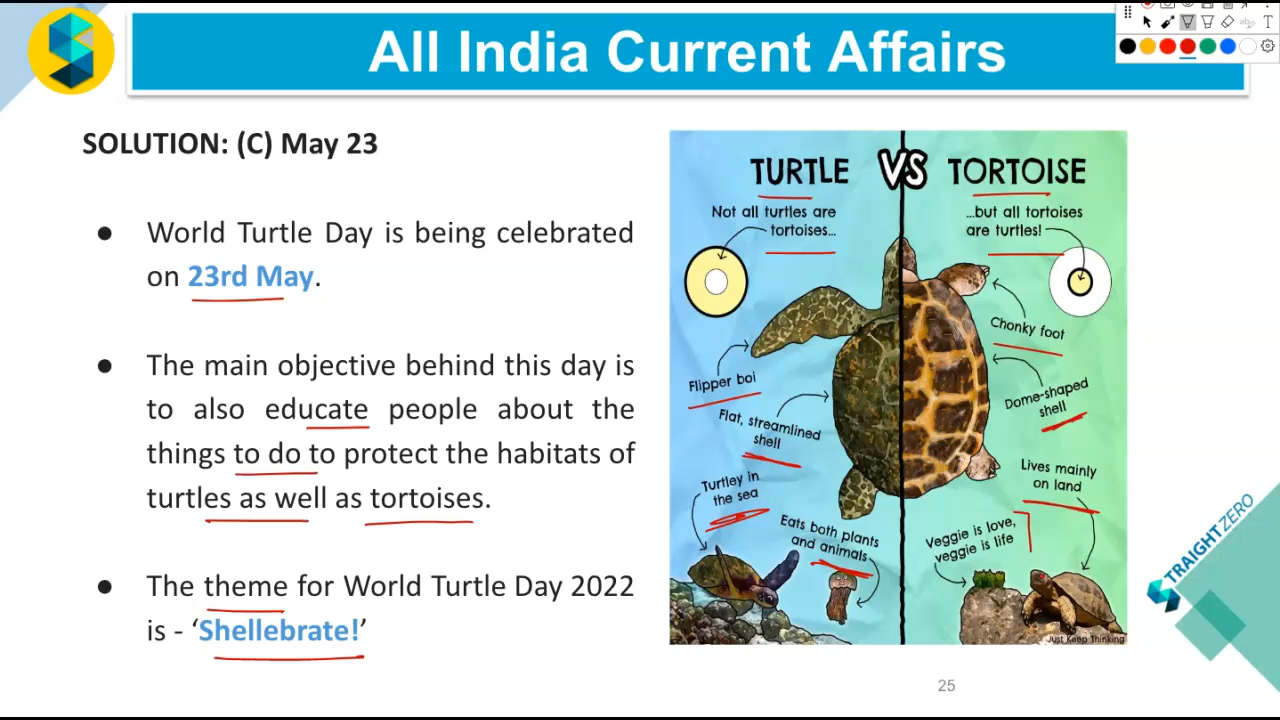 All India Current Affairs
SOLUTION: (C) May 23
● World Turtle Day is being celebrated
on 23rd May.
● The main objective behind this day is
to also educate people about the
things to do to protect the habitats of
turtles as well as tortoises.
● The theme for World Turtle Day 2022
is - ‘Shellebrate!’
TURTLE VS TORTOISE
Not all turtles are
tortoises...
...but all tortoises
are turtles!
Chonky foot
Flipper boi
Dome-shaped
shell
Flat, streamlined
shell
Lives mainly
on land
Turtley in
the sea
Eats both plants
and animals
Veggie is love,
veggie is life
Just Keep Thinking
TRAIGHTZERO
25